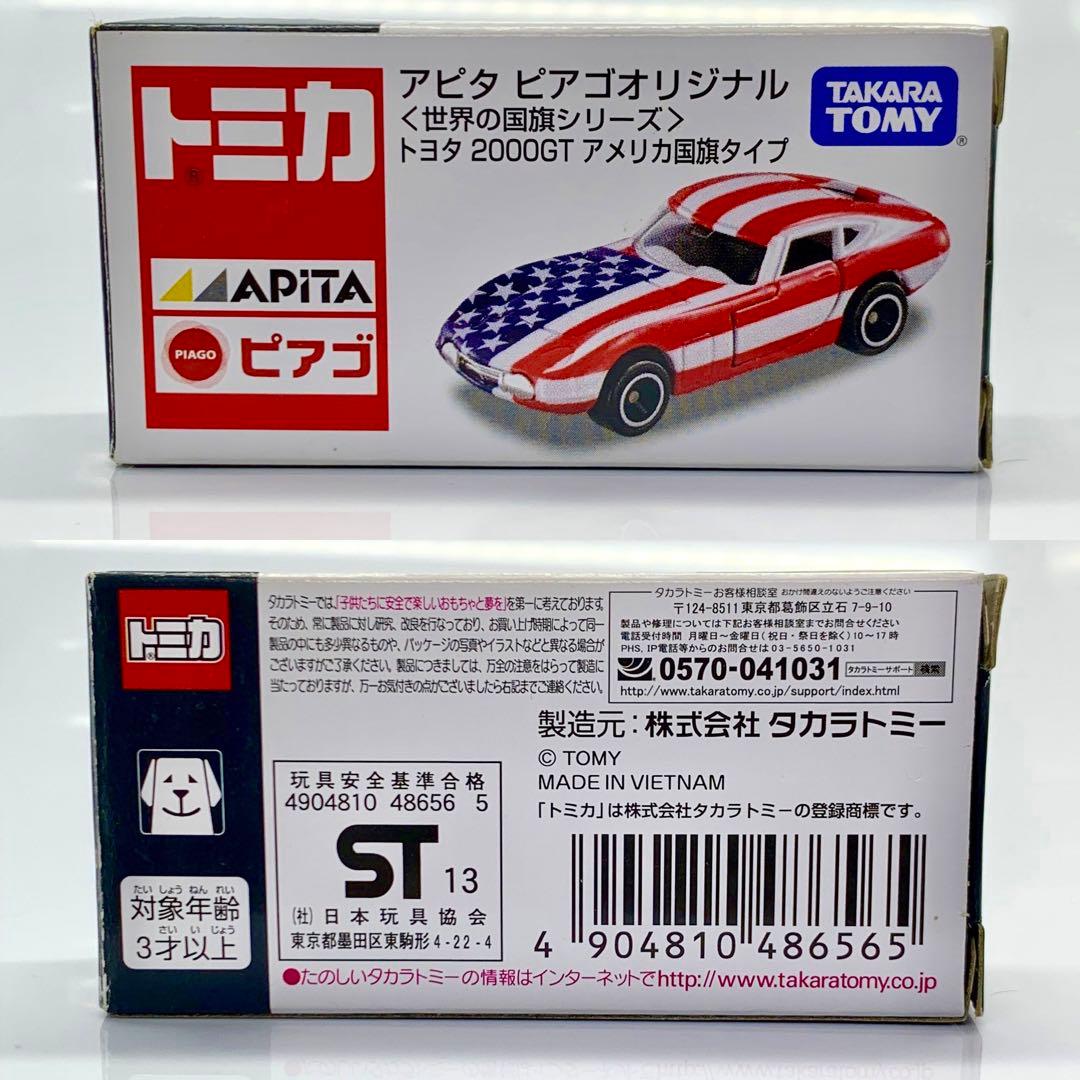 トミカ
®
APiTA
PIAGO ピアゴ
アピタ ピアゴオリジナル
<世界の国旗シリーズ>
トヨタ 2000GT アメリカ国旗タイプ
TAKARA
TOMY
®
トミカ
®
対象年齢
たい しょう ねん れい
3才以上
さい い じょう
タカラトミーでは、「子供たちに安全で楽しいおもちゃと夢を」を第一に考えております。
そのため、常に製品に対し研究、改良を行なっており、お買い上げ時期によって同一
製品の中にも多少異なるものや、パッケージの写真やイラストなどと異なる場合が
ございますがご了承ください。製品につきましては、万全の注意をはらって製造に
当たっておりますが、万一お気付きの点がございましたら右記までご連絡ください。
タカラトミーお客様相談室 おかけ間違えのないようご注意ください
〒124-8511 東京都葛飾区立石 7-9-10
製品や修理については下記お客様相談室までお問合せください
電話受付時間 月曜日〜金曜日(祝日・祭日を除く)10〜17時
PHS、IP電話等からのお問合せは03-5650-1031
0570-041031 タカラトミーサポート 検索
http://www.takaratomy.co.jp/support/index.html
製造元:株式会社 タカラトミー
© TOMY
MADE IN VIETNAM
「トミカ」は株式会社タカラトミーの登録商標です。
玩具安全基準合格
4904810 48656 5
ST 13
(社)日本玩具協会
東京都墨田区東駒形4-22-4
4 904810 486565
●たのしいタカラトミーの情報はインターネットでhttp://www.takaratomy.co.jp